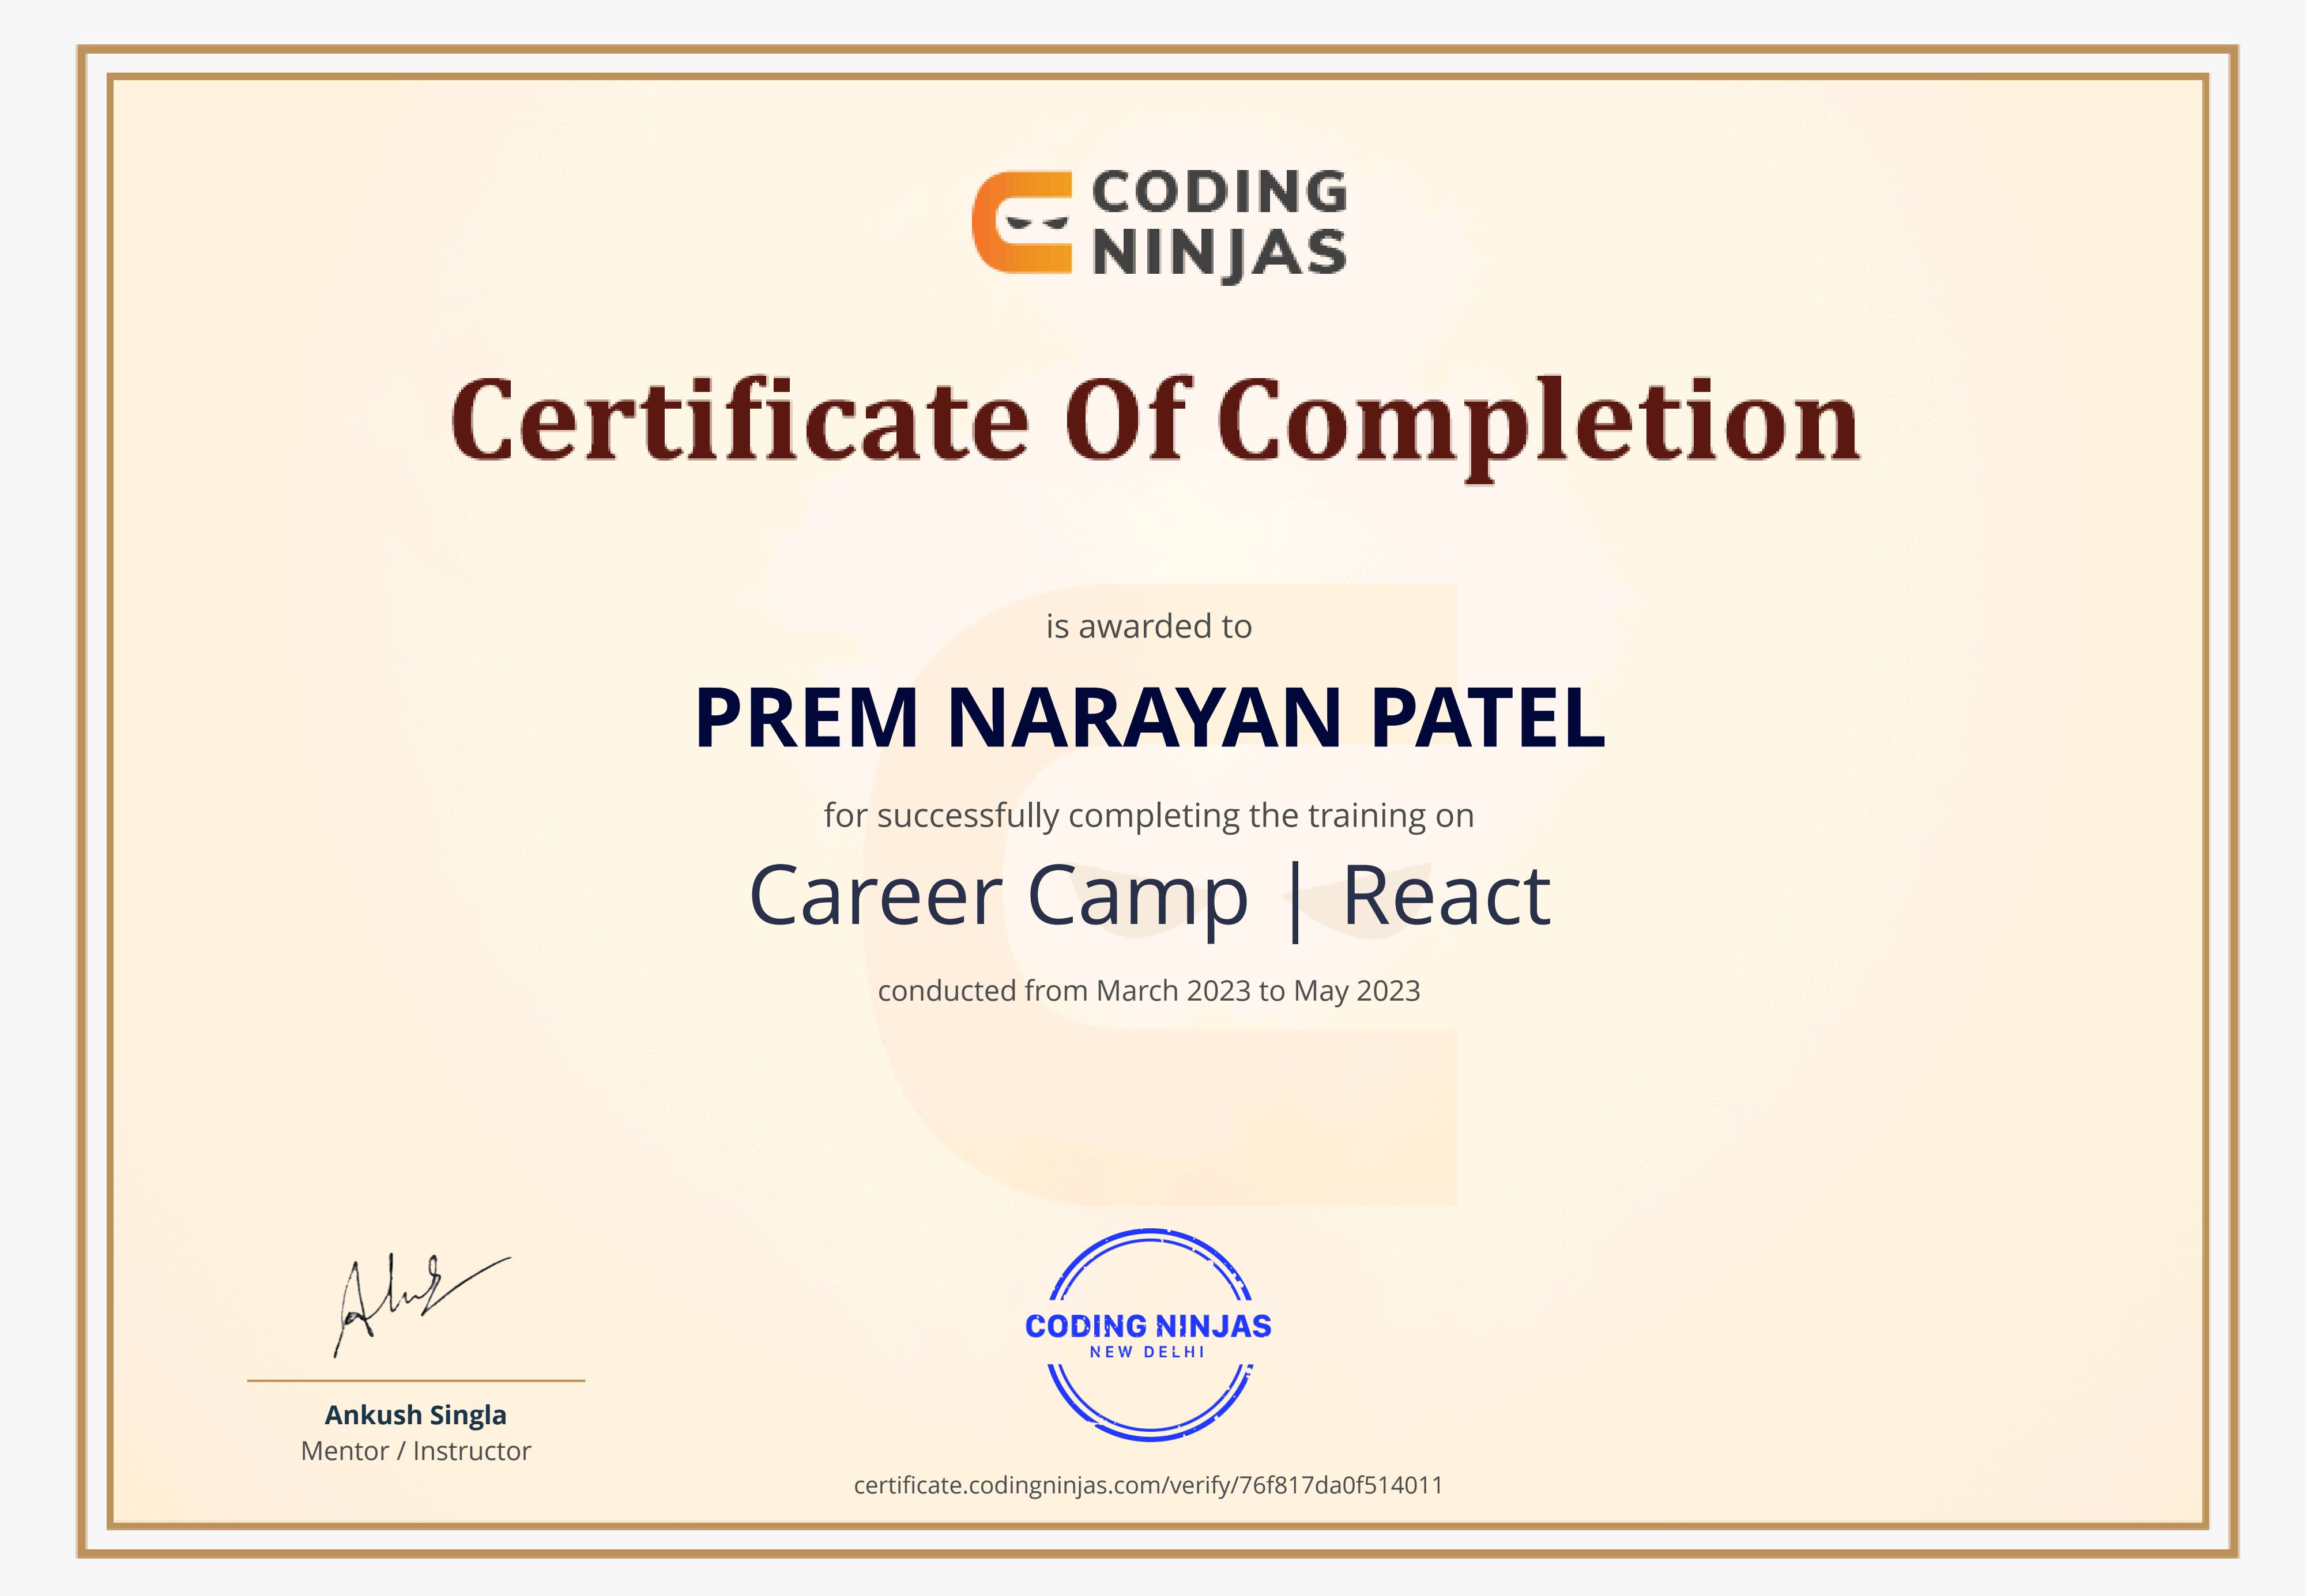 CODING
NINJAS
Certificate Of Completion
is awarded to
PREM NARAYAN PATEL
for successfully completing the training on
Career Camp | React
conducted from March 2023 to May 2023
CODING NINJAS
NEW DELHI
Ankush Singla
Mentor / Instructor
certificate.codingninjas.com/verify/76f817da0f514011